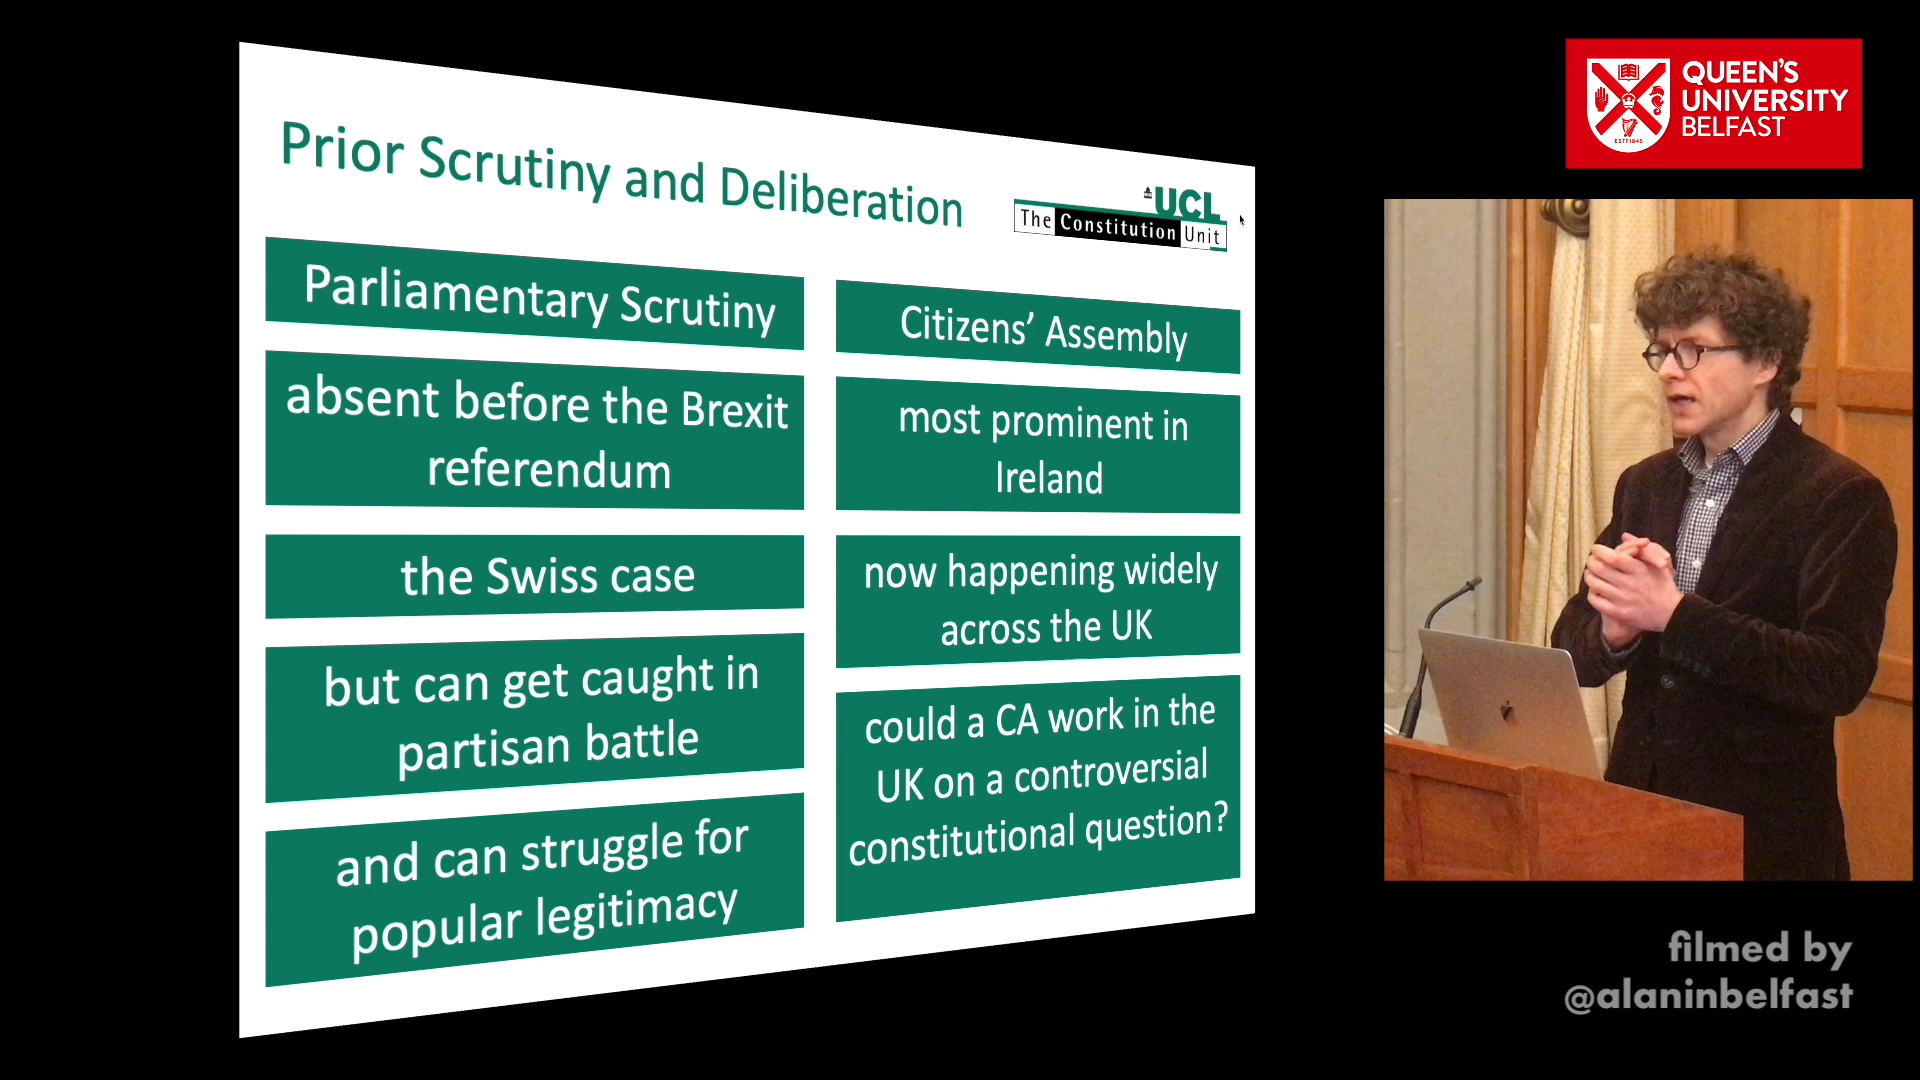 Prior Scrutiny and Deliberation
UCL
The Constitution Unit
Parliamentary Scrutiny
absent before the Brexit
referendum
the Swiss case
but can get caught in
partisan battle
and can struggle for
popular legitimacy
Citizens’ Assembly
most prominent in
Ireland
now happening widely
across the UK
could a CA work in the
UK on a controversial
constitutional question?
QUEEN’S
UNIVERSITY
BELFAST
ESTD1845
filmed by
@alaninbelfast